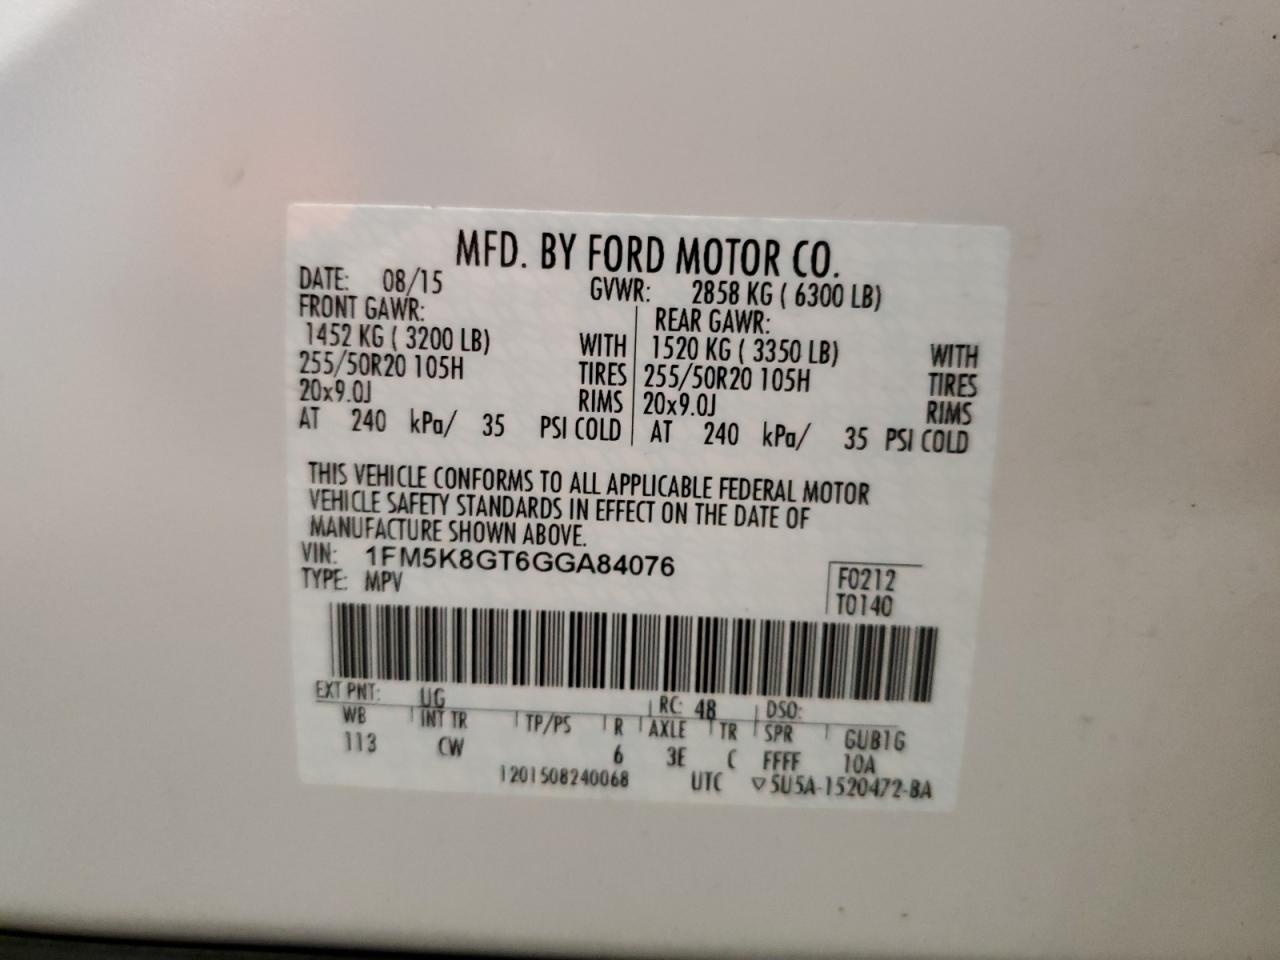 MFD. BY FORD MOTOR CO.
DATE: 08/15 GVWR: 2858 KG ( 6300 LB)
FRONT GAWR: REAR GAWR:
1452 KG ( 3200 LB) WITH 1520 KG ( 3350 LB) WITH
255/50R20 105H TIRES 255/50R20 105H TIRES
20x9.0J RIMS 20x9.0J RIMS
AT 240 kPa/ 35 PSI COLD AT 240 kPa/ 35 PSI COLD
THIS VEHICLE CONFORMS TO ALL APPLICABLE FEDERAL MOTOR
VEHICLE SAFETY STANDARDS IN EFFECT ON THE DATE OF
MANUFACTURE SHOWN ABOVE.
VIN: 1FM5K8GT6GGA84076
TYPE: MPV
F0212
T0140
EXT PNT: UG RC: 48 DSO:
WB INT TR TP/PS R AXLE TR SPR GUB1G
113 CW 6 3E C FFFF 10A
1201508240068 UTC ▽5U5A-1520472-BA